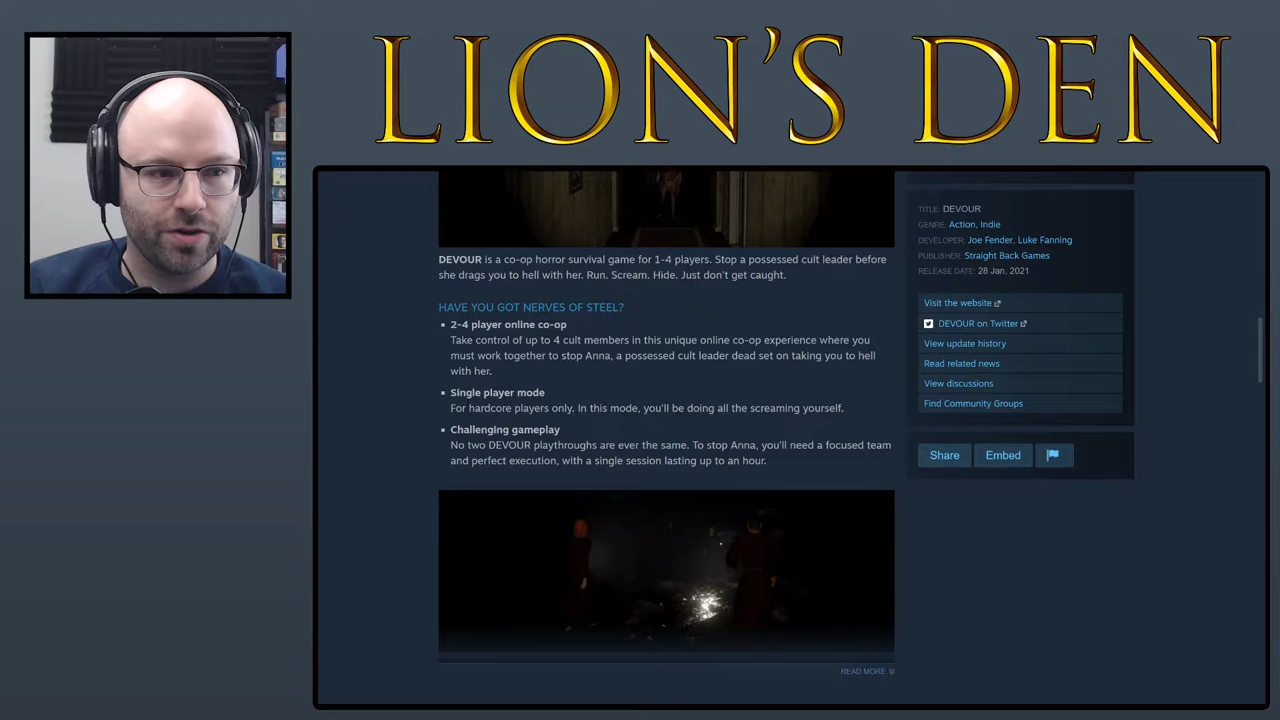 LION'S DEN
DEVOUR is a co-op horror survival game for 1-4 players. Stop a possessed cult leader before
she drags you to hell with her. Run. Scream. Hide. Just don't get caught.
HAVE YOU GOT NERVES OF STEEL?
2-4 player online co-op
Take control of up to 4 cult members in this unique online co-op experience where you
must work together to stop Anna, a possessed cult leader dead set on taking you to hell
with her.
Single player mode
For hardcore players only. In this mode, you'll be doing all the screaming yourself.
Challenging gameplay
No two DEVOUR playthroughs are ever the same. To stop Anna, you'll need a focused team
and perfect execution, with a single session lasting up to an hour.
READ MORE
TITLE: DEVOUR
GENRE: Action, Indie
DEVELOPER: Joe Fender, Luke Fanning
PUBLISHER: Straight Back Games
RELEASE DATE: 28 Jan, 2021
Visit the website
DEVOUR on Twitter
View update history
Read related news
View discussions
Find Community Groups
Share
Embed